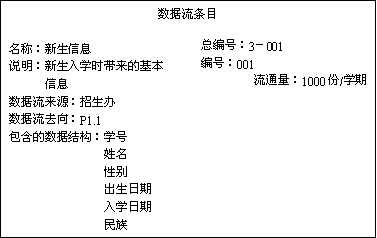 数据流条目
名称：新生信息
总编号：3－001
说明：新生入学时带来的基本
编号：001
信息
流通量：1000份/学期
数据流来源：招生办
数据流去向：P1.1
包含的数据结构：学号
姓名
性别
出生日期
入学日期
民族